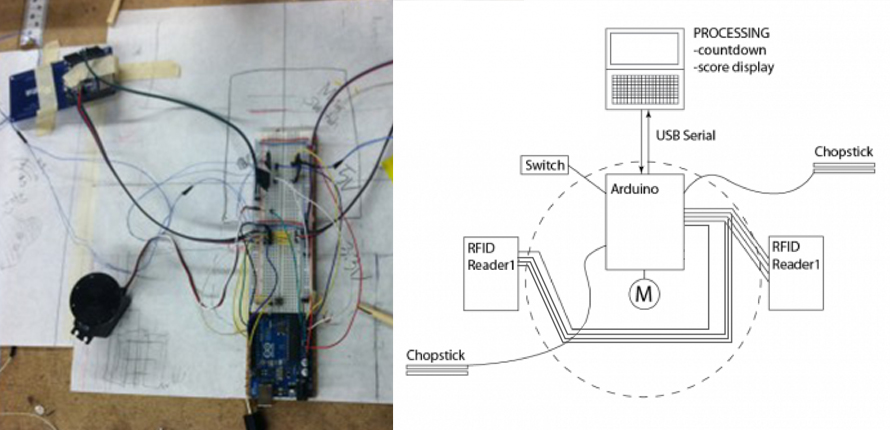 PROCESSING
-countdown
-score display
USB Serial
Chopstick
Switch
Arduino
RFID
Reader1
RFID
Reader1
M
Chopstick